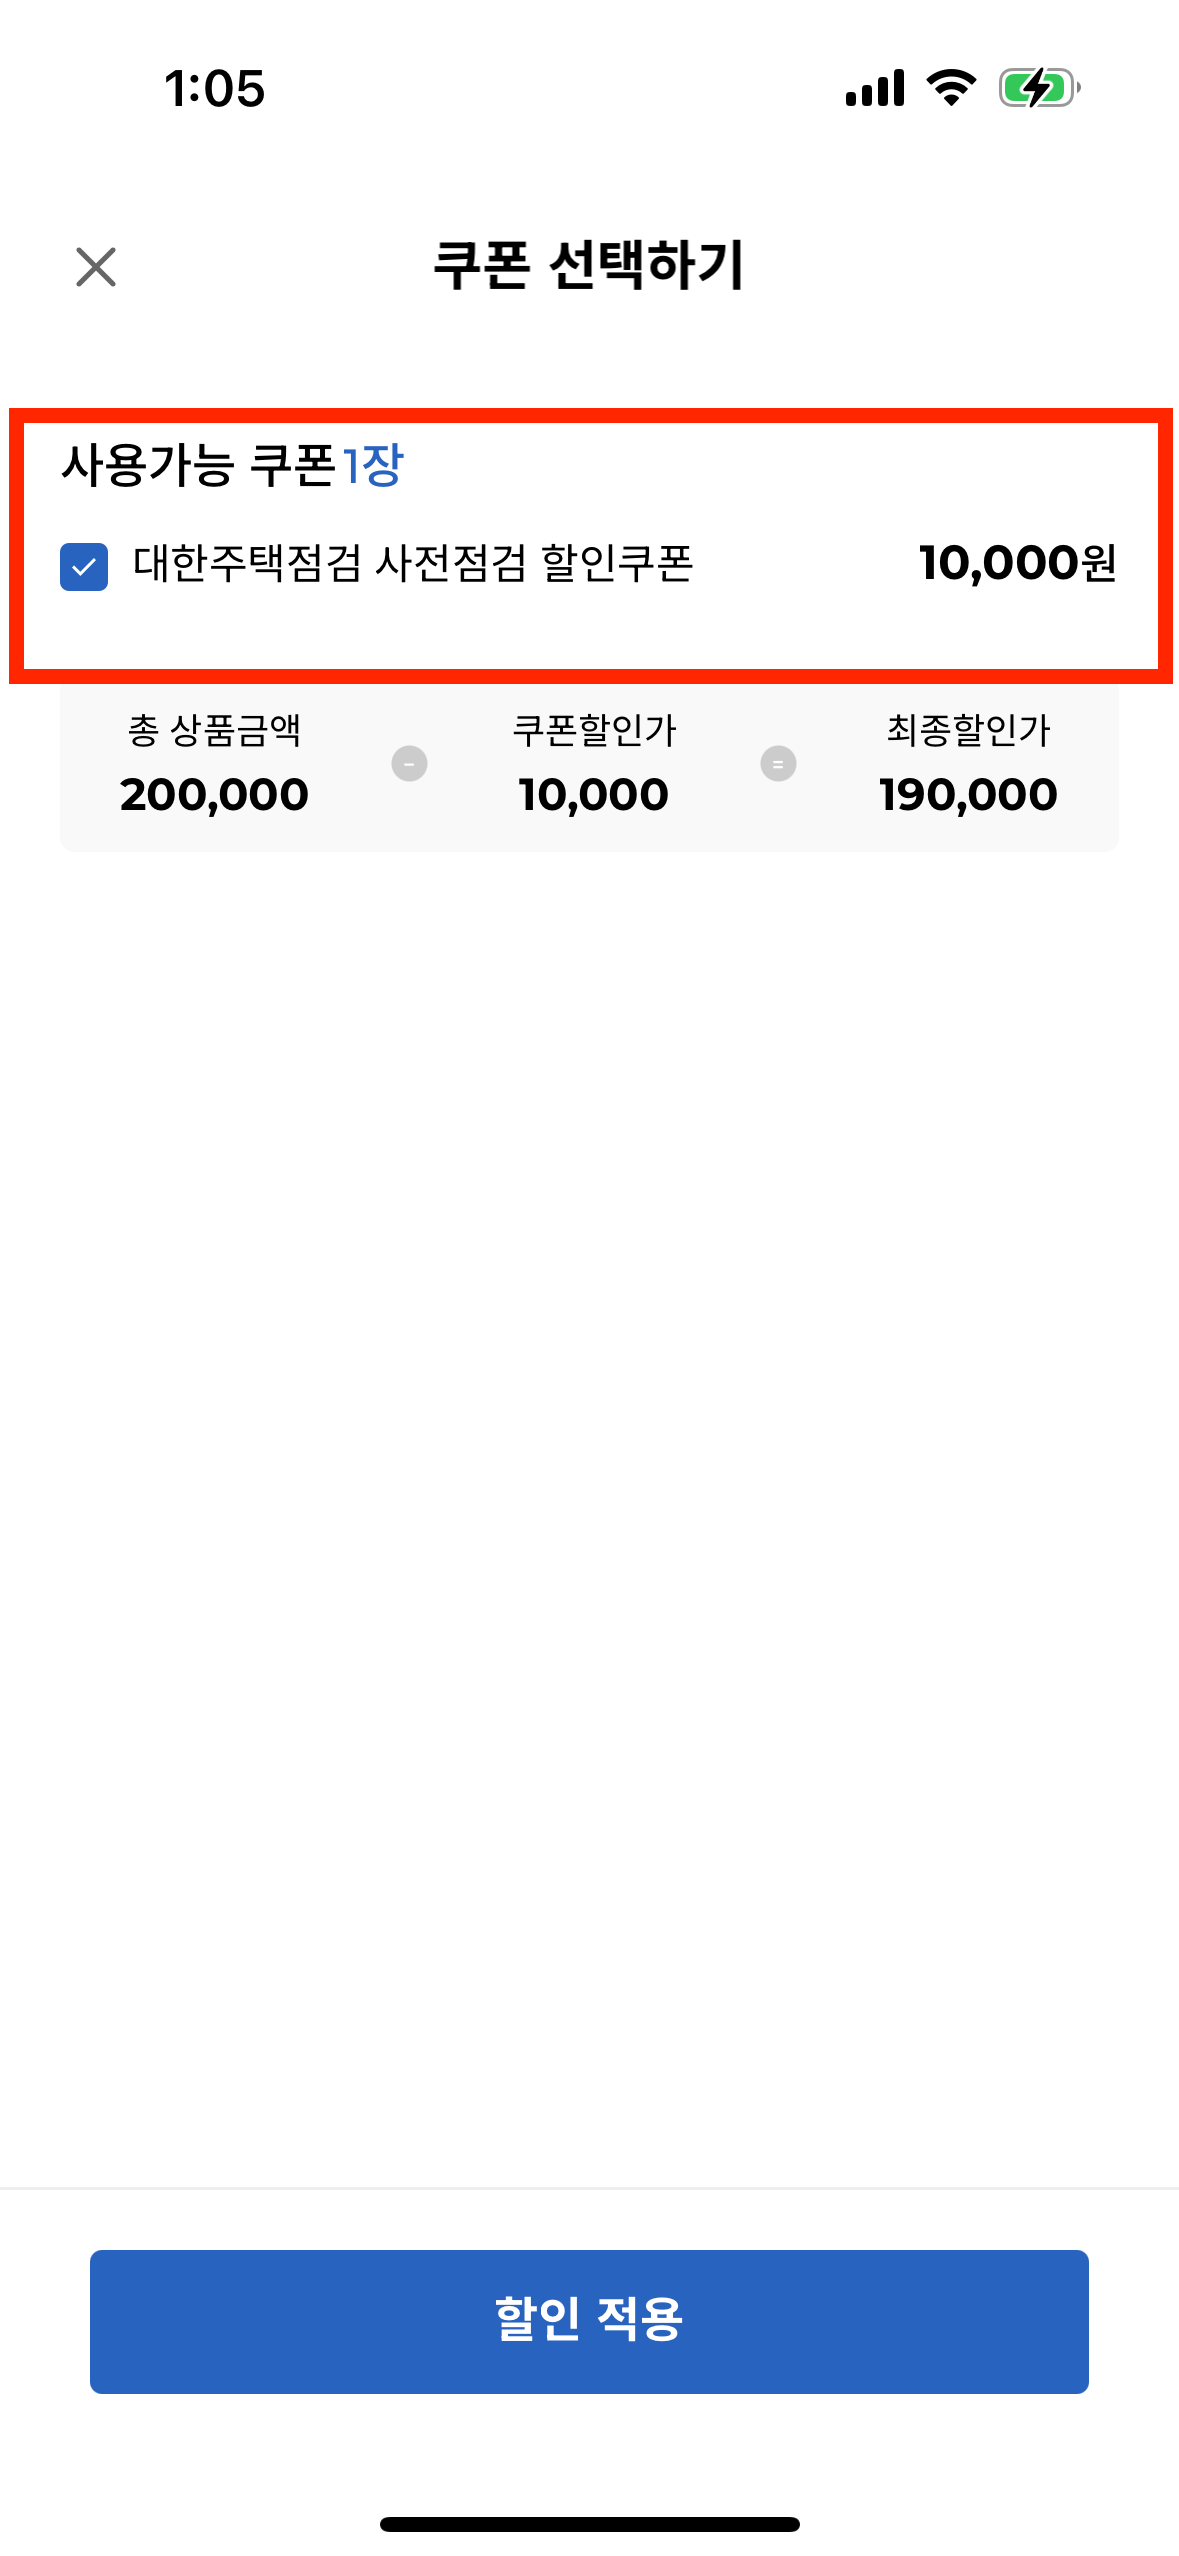 1:05
쿠폰 선택하기
사용가능 쿠폰 1장
대한주택점검 사전점검 할인쿠폰 10,000원
총 상품금액 쿠폰할인가 최종할인가
200,000 - 10,000 = 190,000
할인 적용